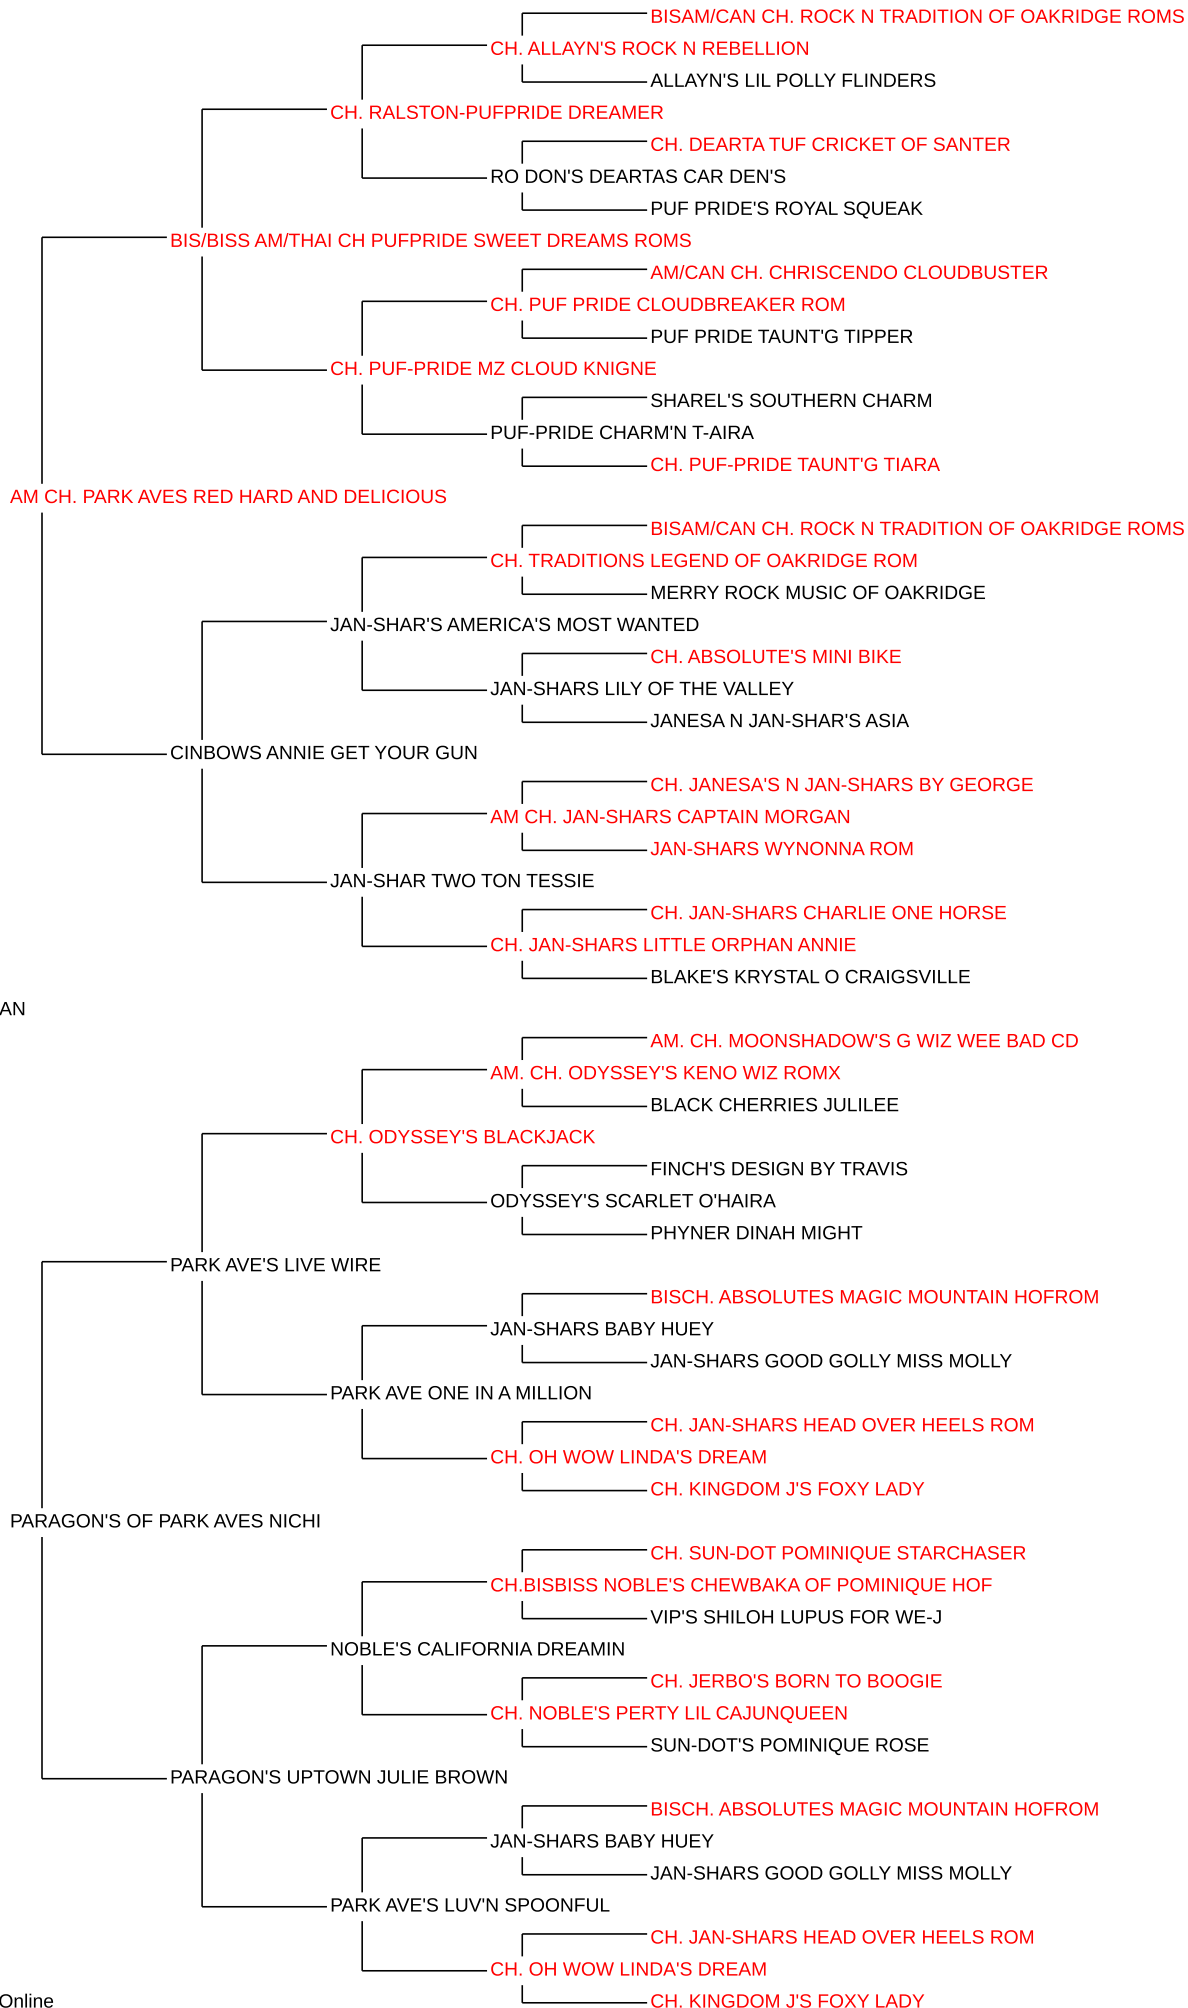 BISAM/CAN CH. ROCK N TRADITION OF OAKRIDGE ROMS
CH. ALLAYN'S ROCK N REBELLION
ALLAYN'S LIL POLLY FLINDERS
CH. RALSTON-PUFPRIDE DREAMER
CH. DEARTA TUF CRICKET OF SANTER
RO DON'S DEARTAS CAR DEN'S
PUF PRIDE'S ROYAL SQUEAK
BIS/BISS AM/THAI CH PUFPRIDE SWEET DREAMS ROMS
AM/CAN CH. CHRISCENDO CLOUDBUSTER
CH. PUF PRIDE CLOUDBREAKER ROM
PUF PRIDE TAUNT'G TIPPER
CH. PUF-PRIDE MZ CLOUD KNIGNE
SHAREL'S SOUTHERN CHARM
PUF-PRIDE CHARM'N T-AIRA
CH. PUF-PRIDE TAUNT'G TIARA
AM CH. PARK AVES RED HARD AND DELICIOUS
BISAM/CAN CH. ROCK N TRADITION OF OAKRIDGE ROMS
CH. TRADITIONS LEGEND OF OAKRIDGE ROM
MERRY ROCK MUSIC OF OAKRIDGE
JAN-SHAR'S AMERICA'S MOST WANTED
CH. ABSOLUTE'S MINI BIKE
JAN-SHARS LILY OF THE VALLEY
JANESA N JAN-SHAR'S ASIA
CINBOWS ANNIE GET YOUR GUN
CH. JANESA'S N JAN-SHARS BY GEORGE
AM CH. JAN-SHARS CAPTAIN MORGAN
JAN-SHARS WYNONNA ROM
JAN-SHAR TWO TON TESSIE
CH. JAN-SHARS CHARLIE ONE HORSE
CH. JAN-SHARS LITTLE ORPHAN ANNIE
BLAKE'S KRYSTAL O CRAIGSVILLE
AN
AM. CH. MOONSHADOW'S G WIZ WEE BAD CD
AM. CH. ODYSSEY'S KENO WIZ ROMX
BLACK CHERRIES JULILEE
CH. ODYSSEY'S BLACKJACK
FINCH'S DESIGN BY TRAVIS
ODYSSEY'S SCARLET O'HAIRA
PHYNER DINAH MIGHT
PARK AVE'S LIVE WIRE
BISCH. ABSOLUTES MAGIC MOUNTAIN HOFROM
JAN-SHARS BABY HUEY
JAN-SHARS GOOD GOLLY MISS MOLLY
PARK AVE ONE IN A MILLION
CH. JAN-SHARS HEAD OVER HEELS ROM
CH. OH WOW LINDA'S DREAM
CH. KINGDOM J'S FOXY LADY
PARAGON'S OF PARK AVES NICHI
CH. SUN-DOT POMINIQUE STARCHASER
CH.BISBISS NOBLE'S CHEWBAKA OF POMINIQUE HOF
VIP'S SHILOH LUPUS FOR WE-J
NOBLE'S CALIFORNIA DREAMIN
CH. JERBO'S BORN TO BOOGIE
CH. NOBLE'S PERTY LIL CAJUNQUEEN
SUN-DOT'S POMINIQUE ROSE
PARAGON'S UPTOWN JULIE BROWN
BISCH. ABSOLUTES MAGIC MOUNTAIN HOFROM
JAN-SHARS BABY HUEY
JAN-SHARS GOOD GOLLY MISS MOLLY
PARK AVE'S LUV'N SPOONFUL
CH. JAN-SHARS HEAD OVER HEELS ROM
CH. OH WOW LINDA'S DREAM
CH. KINGDOM J'S FOXY LADY
Online